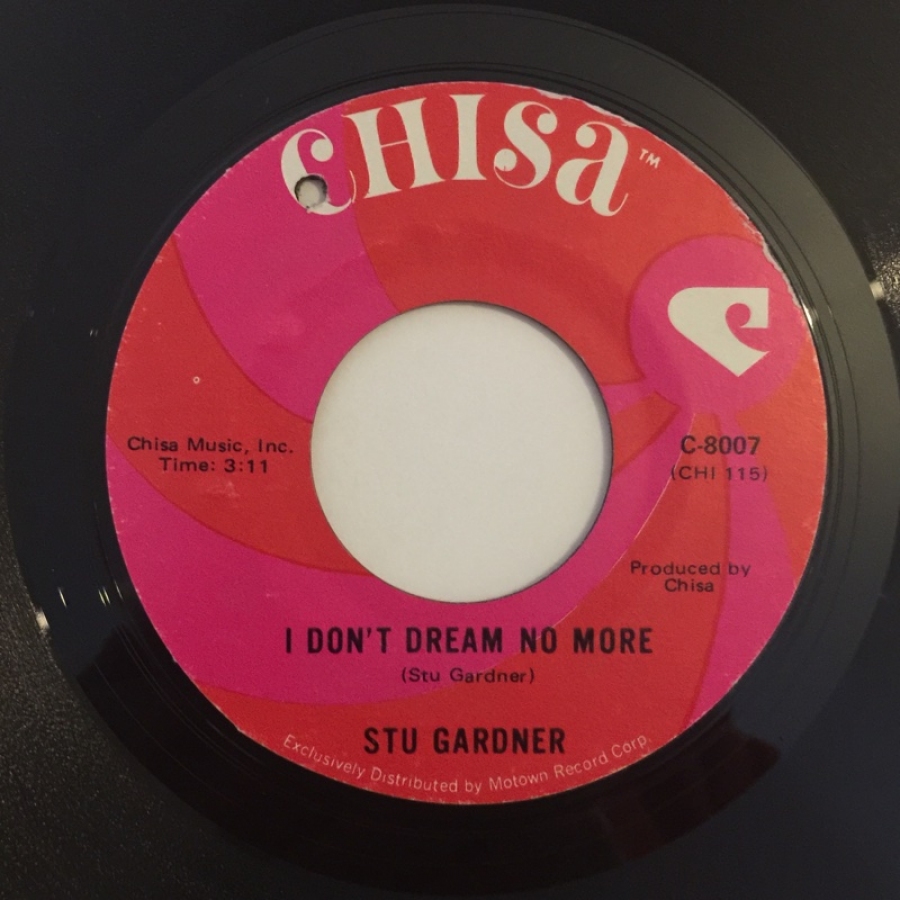 CHISA™
Chisa Music, Inc.
Time: 3:11
C-8007
(CHI 115)
Produced by
Chisa
I DON'T DREAM NO MORE
(Stu Gardner)
STU GARDNER
Exclusively Distributed by Motown Record Corp.